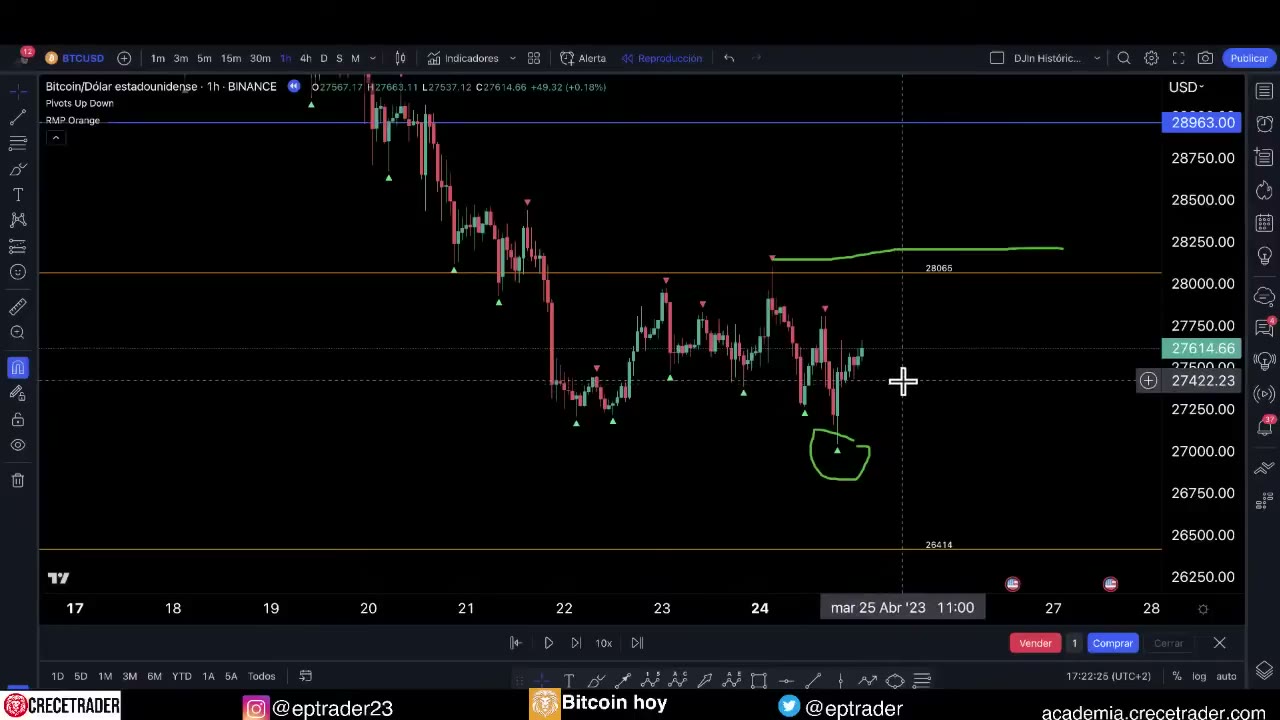 12
BTCUSD 1m 3m 5m 15m 30m 1h 4h D S M Indicadores Alerta Reproducción DJIn Históric... Publicar
Bitcoin/Dólar estadounidense · 1h · BINANCE O27567.17 H27663.11 L27537.12 C27614.66 +49.32 (+0.18%)
USD
Pivots Up Down
RMP Orange
28963.00
28750.00
28500.00
28250.00
28065
28000.00
27750.00
4
27614.66
27500.00
27422.23
27250.00
37
27000.00
26750.00
26500.00
26414
26250.00
17 18 19 20 21 22 23 24 mar 25 Abr '23 11:00 27 28
10x Vender 1 Comprar Cerrar
1D 5D 1M 3M 6M YTD 1A 5A Todos 17:22:25 (UTC+2) % log auto
CRECETRADER @eptrader23 Bitcoin hoy @eptrader academia.crecetrader.com